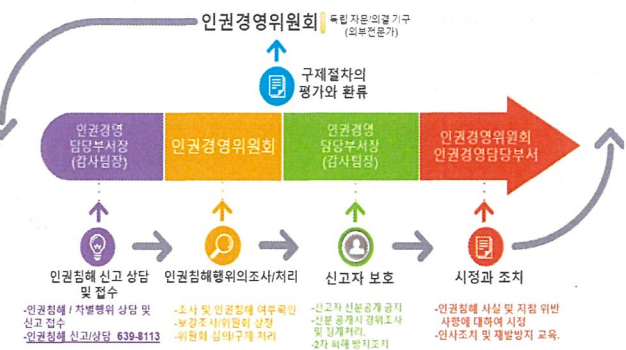 인권경영위원회
독립 자문·의결 기구
(외부전문가)
구제절차의
평가와 환류
인권경영
담당부서장
(감사팀장)
인권경영위원회
인권경영
담당부서장
(감사팀장)
인권경영위원회
인권경영담당부서
인권침해 신고 상담
및 접수
-인권침해 / 차별행위 상담 및
신고 접수
-인권침해 신고/상담 639-8113
인권침해행위의조사/처리
-조사 및 인권침해 여부확인
-보강조사/위원회 상정
-위원회 심의/구제 처리
신고자 보호
-신고자 신분공개 금지
-신분 공개시 경위조사
및 징계처리,
-2차 피해 방지조치
시정과 조치
-인권침해 사실 및 지침 위반
사항에 대하여 시정
-인사조치 및 재발방지 교육.